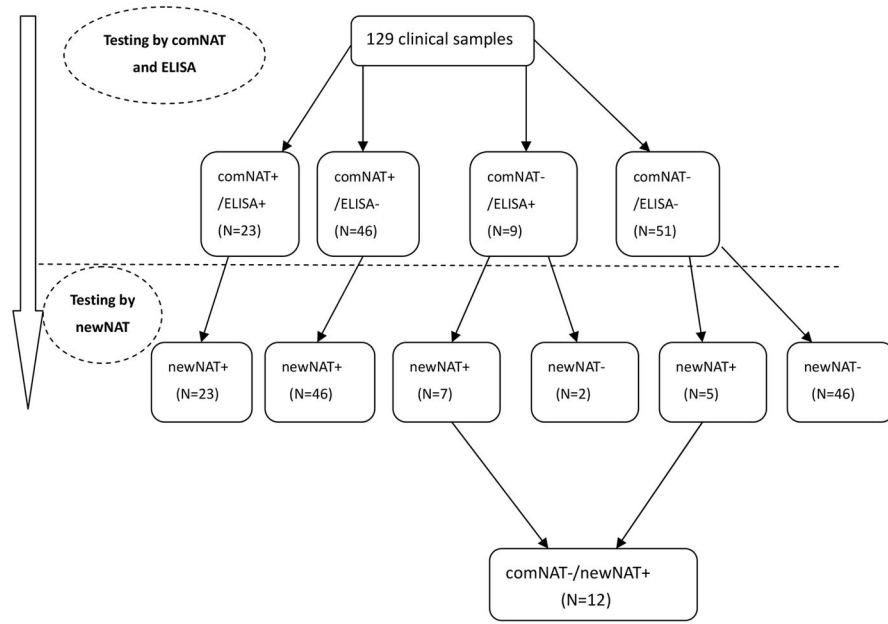 Testing by comNAT
and ELISA
129 clinical samples
comNAT+
/ELISA+
(N=23)
comNAT+
/ELISA-
(N=46)
comNAT-
/ELISA+
(N=9)
comNAT-
/ELISA-
(N=51)
Testing by
newNAT
newNAT+
(N=23)
newNAT+
(N=46)
newNAT+
(N=7)
newNAT-
(N=2)
newNAT+
(N=5)
newNAT-
(N=46)
comNAT-/newNAT+
(N=12)